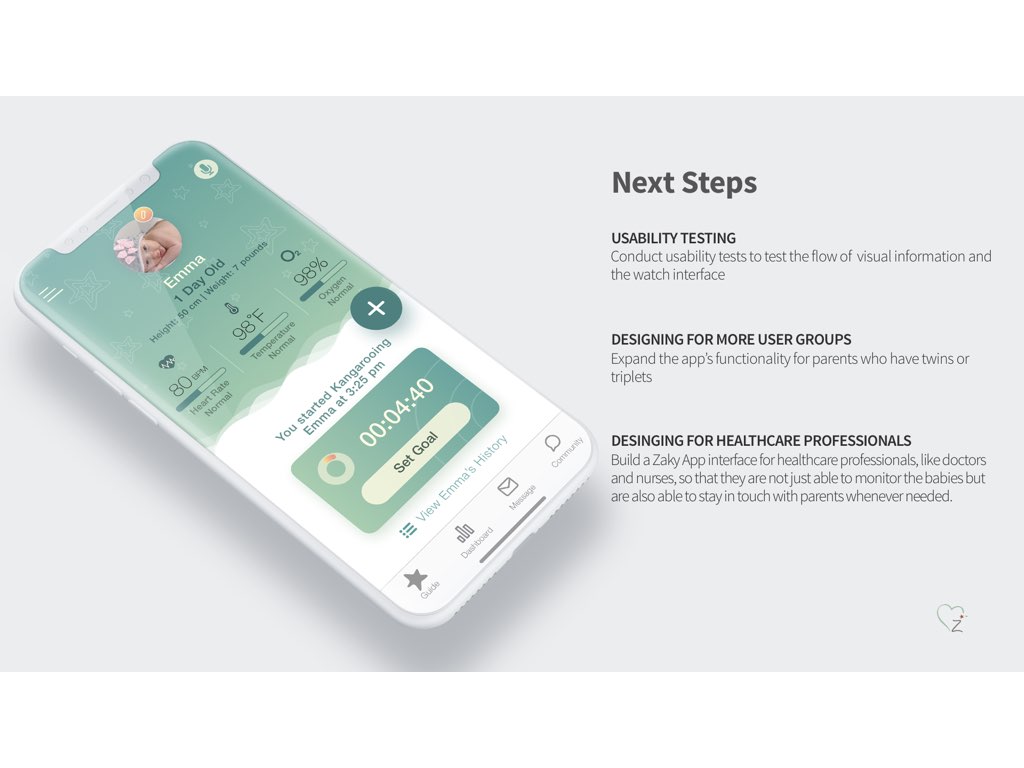 Emma
1 Day Old
Height: 50 cm | Weight: 7 pounds
80 BPM
Heart Rate
Normal
98°F
Temperature
Normal
O₂
98%
Oxygen
Normal
You started Kangarooing
Emma at 3:25 pm
00:04:40
Set Goal
View Emma's History
Guide
Dashboard
Message
Community
Next Steps
USABILITY TESTING
Conduct usability tests to test the flow of visual information and
the watch interface
DESIGNING FOR MORE USER GROUPS
Expand the app's functionality for parents who have twins or
triplets
DESINGING FOR HEALTHCARE PROFESSIONALS
Build a Zaky App interface for healthcare professionals, like doctors
and nurses, so that they are not just able to monitor the babies but
are also able to stay in touch with parents whenever needed.
Z